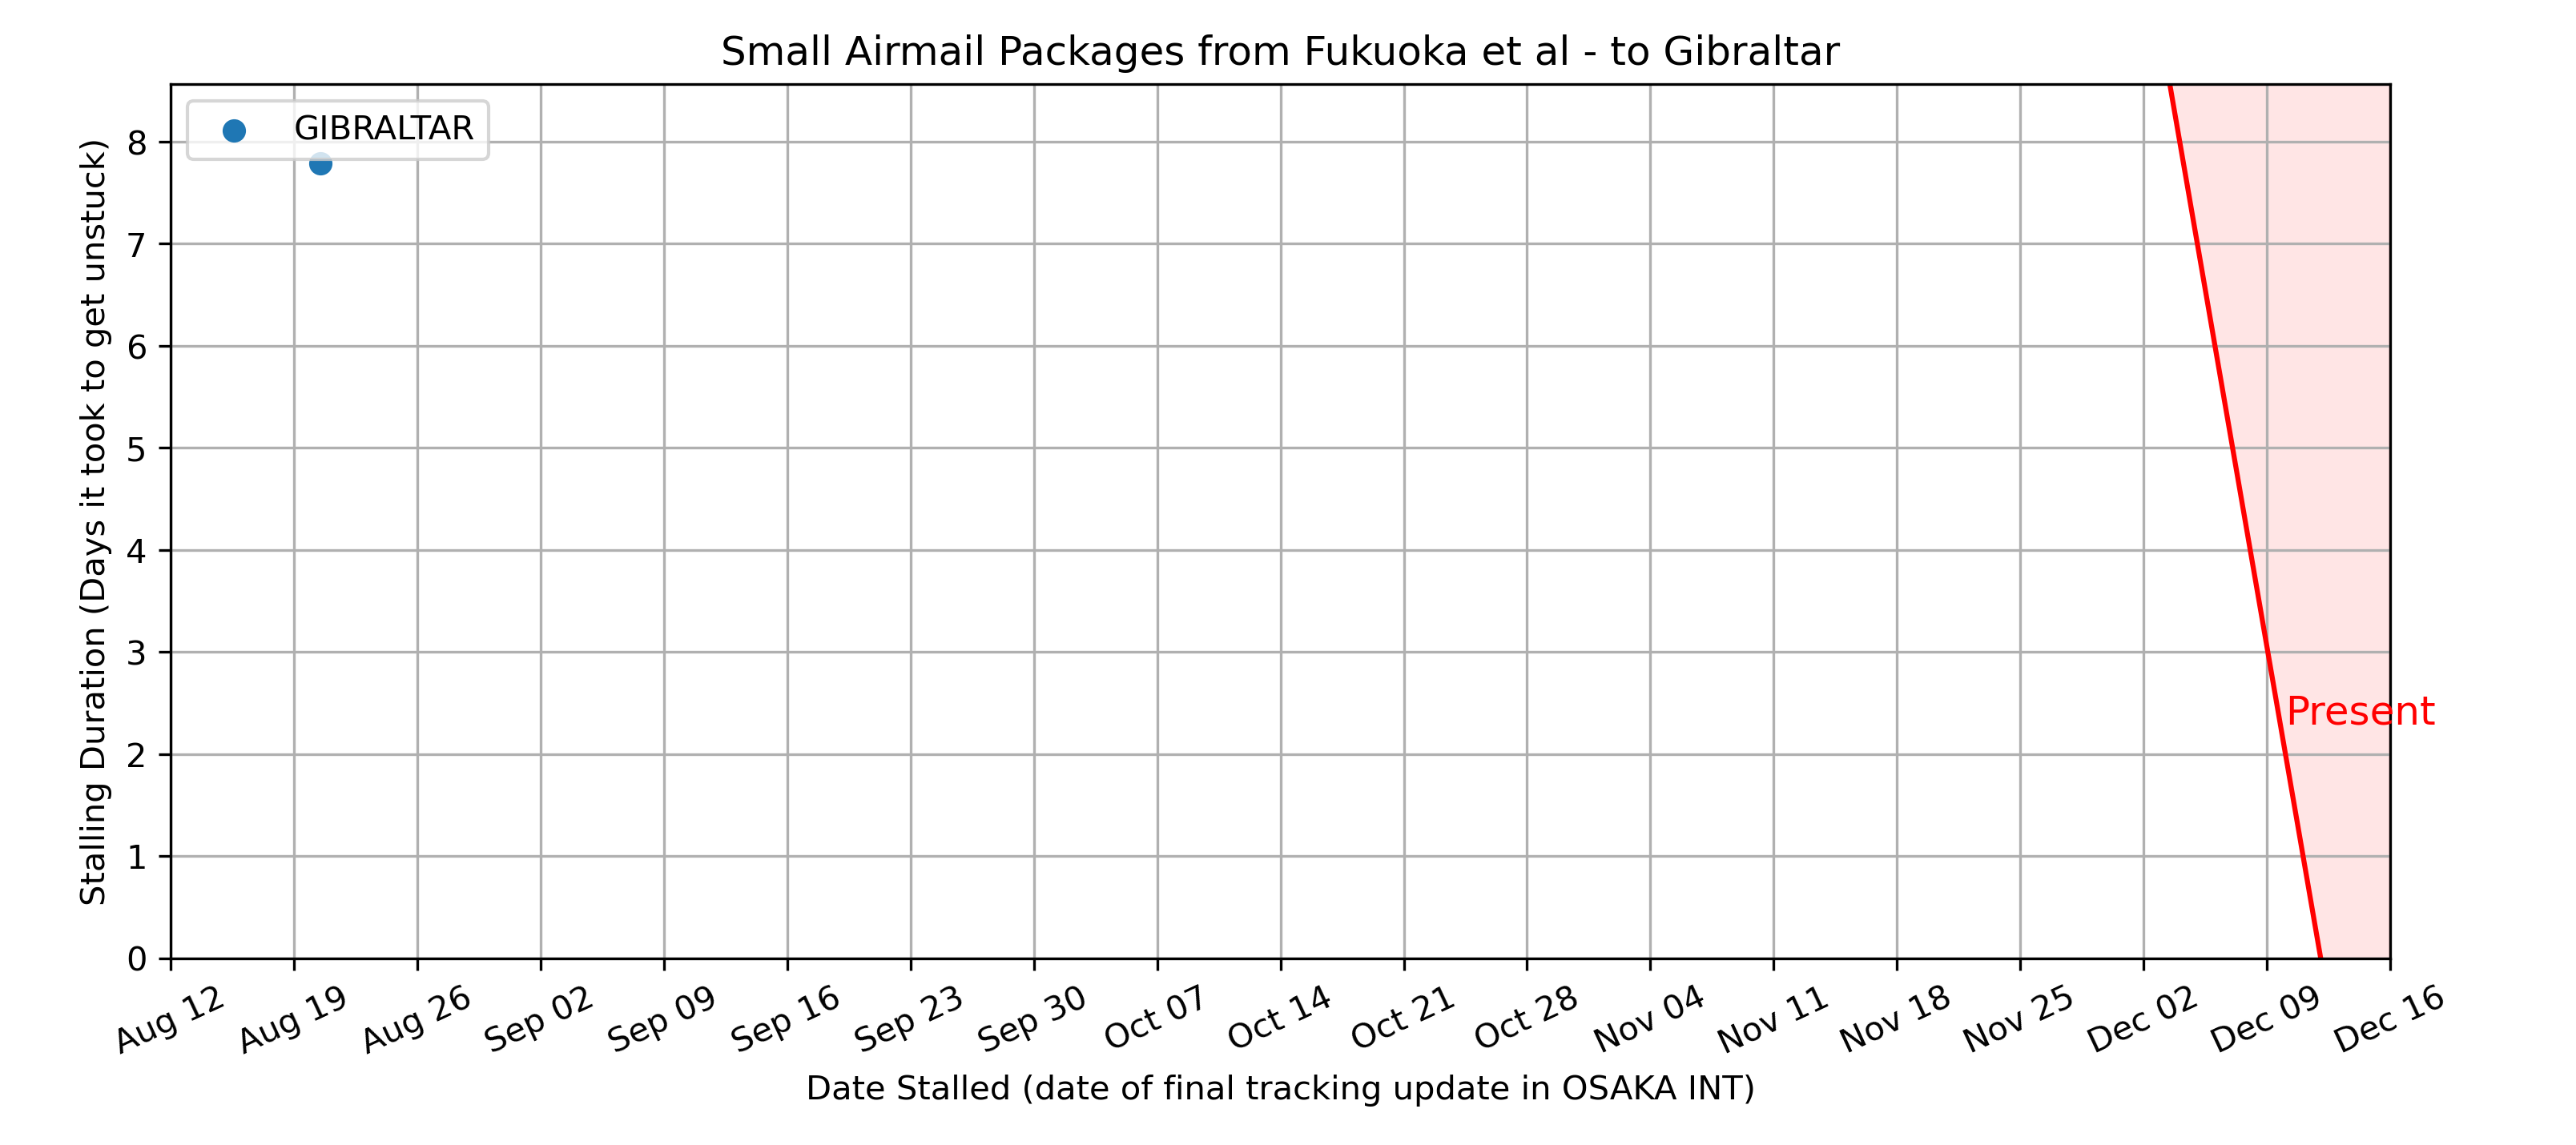 Small Airmail Packages from Fukuoka et al - to Gibraltar
GIBRALTAR
Stalling Duration (Days it took to get unstuck)
8
7
6
5
4
3
2
1
0
Present
Aug 12
Aug 19
Aug 26
Sep 02
Sep 09
Sep 16
Sep 23
Sep 30
Oct 07
Oct 14
Oct 21
Oct 28
Nov 04
Nov 11
Nov 18
Nov 25
Dec 02
Dec 09
Dec 16
Date Stalled (date of final tracking update in OSAKA INT)